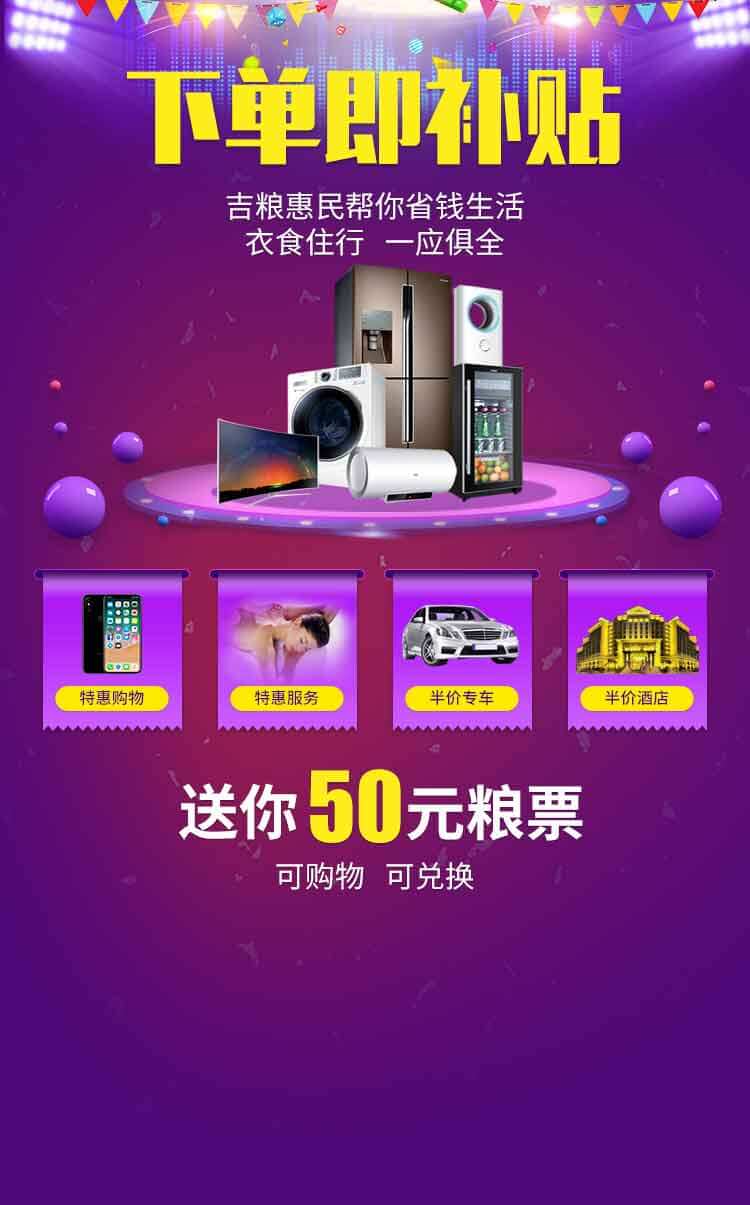 下单即补贴
吉粮惠民帮你省钱生活
衣食住行 一应俱全
特惠购物
特惠服务
半价专车
半价酒店
送你50元粮票
可购物 可兑换